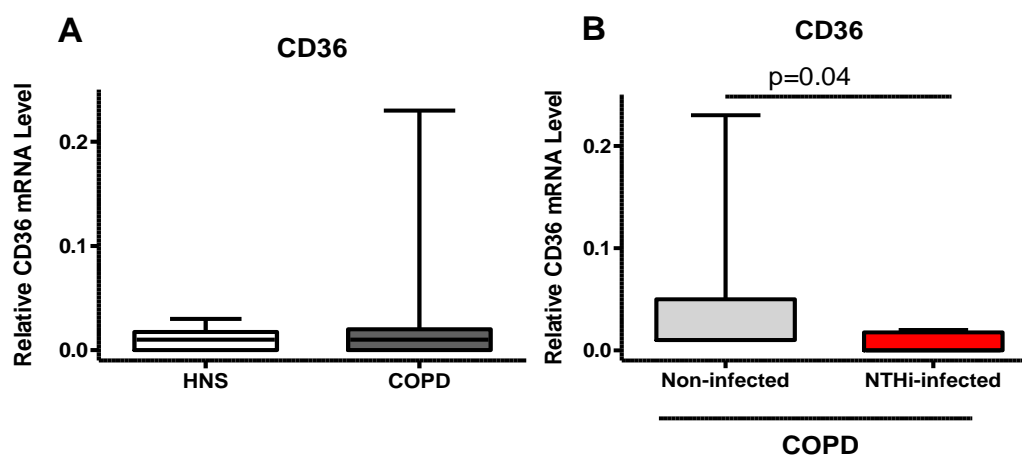 A
CD36
Relative CD36 mRNA Level
0.2
0.1
0.0
HNS COPD
B
CD36
p=0.04
Relative CD36 mRNA Level
0.2
0.1
0.0
Non-infected NTHi-infected
COPD